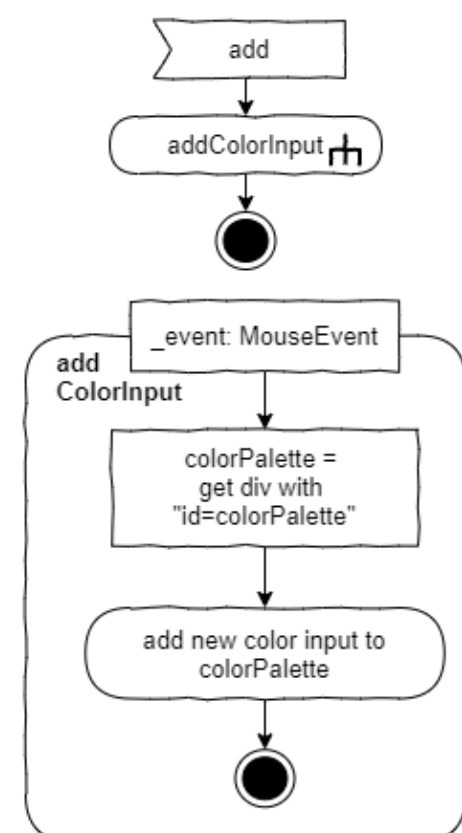 add
addColorInput
_event: MouseEvent
add
ColorInput
colorPalette =
get div with
"id=colorPalette"
add new color input to
colorPalette